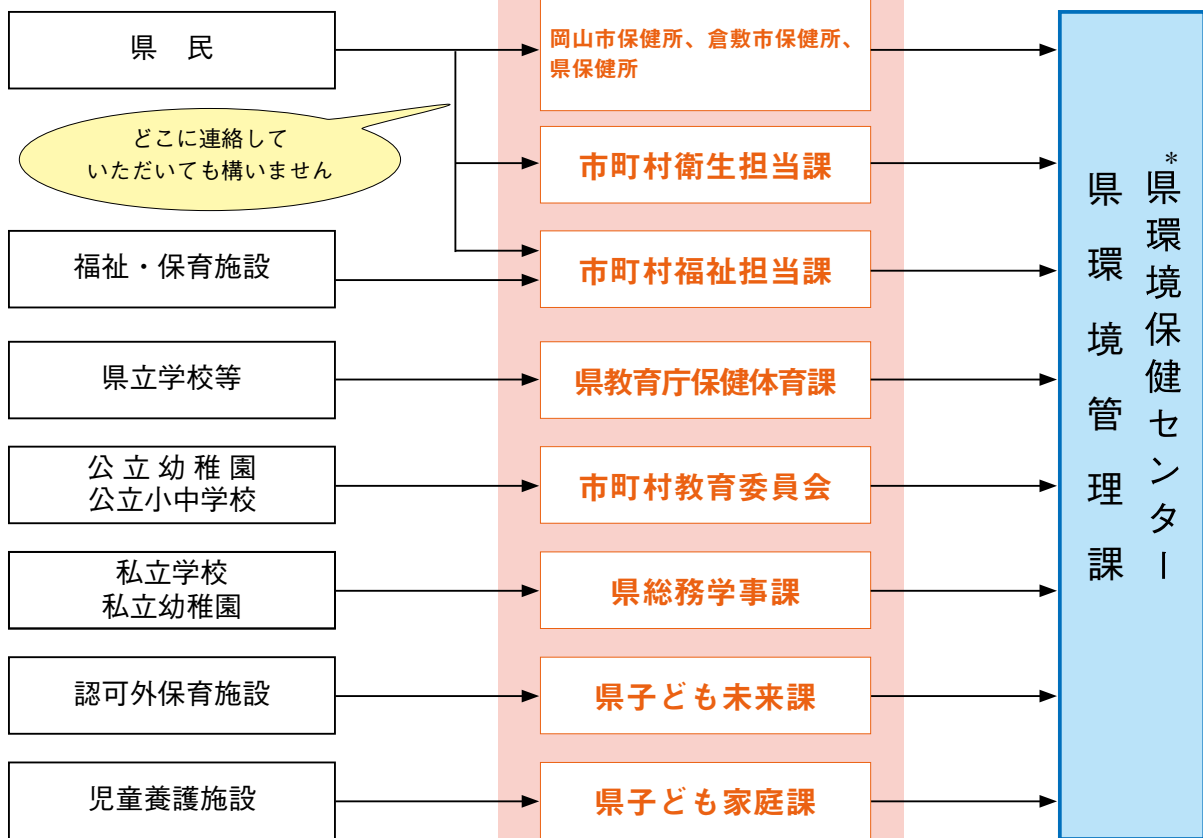 県　民
岡山市保健所、倉敷市保健所、
県保健所
どこに連絡して
いただいても構いません
市町村衛生担当課
福祉・保育施設
市町村福祉担当課
県立学校等
県教育庁保健体育課
公立幼稚園
公立小中学校
市町村教育委員会
私立学校
私立幼稚園
県総務学事課
認可外保育施設
県子ども未来課
児童養護施設
県子ども家庭課
*県環境保健センター
県環境管理課